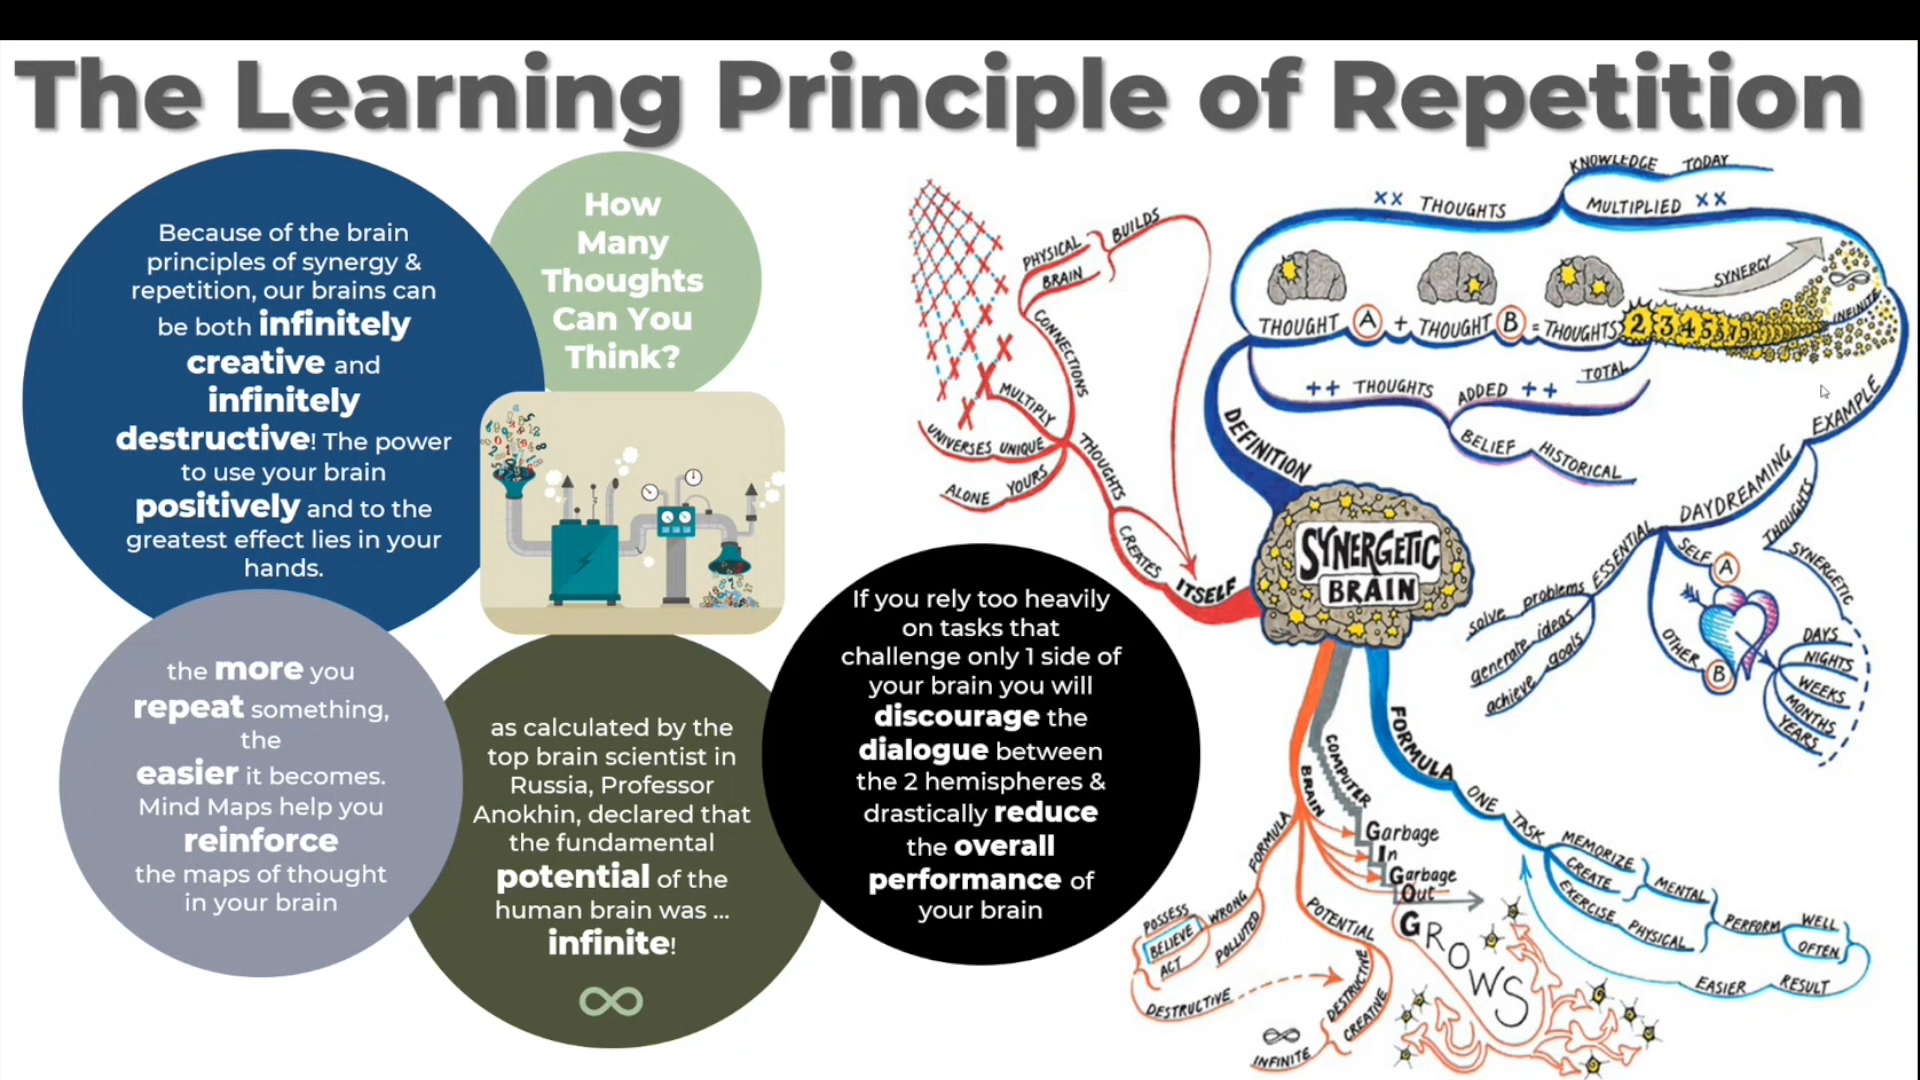 The Learning Principle of Repetition
Because of the brain
principles of synergy &
repetition, our brains can
be both infinitely
creative and
infinitely
destructive! The power
to use your brain
positively and to the
greatest effect lies in your
hands.
How
Many
Thoughts
Can You
Think?
the more you
repeat something,
the
easier it becomes.
Mind Maps help you
reinforce
the maps of thought
in your brain
as calculated by the
top brain scientist in
Russia, Professor
Anokhin, declared that
the fundamental
potential of the
human brain was ...
infinite!
∞
If you rely too heavily
on tasks that
challenge only 1 side of
your brain you will
discourage the
dialogue between
the 2 hemispheres &
drastically reduce
the overall
performance of
your brain
SYNERGETIC
BRAIN
DEFINITION
KNOWLEDGE TODAY
XX THOUGHTS MULTIPLIED XX
THOUGHT A + THOUGHT B = THOUGHTS 2 3 4 5
SYNERGY
∞
INFINITE
TOTAL
++ THOUGHTS ADDED ++
BELIEF HISTORICAL
EXAMPLE
DAYDREAMING
THOUGHTS
SYNERGETIC
DAYS
NIGHTS
WEEKS
MONTHS
YEARS
SELF A
OTHER B
ESSENTIAL
solve problems
generate ideas
achieve goals
FORMULA
ONE
TASK
MEMORIZE
CREATE
MENTAL
EXERCISE
PHYSICAL
PERFORM
WELL
OFTEN
RESULT
EASIER
COMPUTER
Garbage
In
Garbage
Out
GROWS
BRAIN
FORMULA
WRONG
POLLUTED
POSSESS
BELIEVE
ACT
DESTRUCTIVE
POTENTIAL
DESTRUCTIVE
CREATIVE
∞
INFINITE
ITSELF
CREATES
THOUGHTS
CONNECTIONS
PHYSICAL
BRAIN
BUILDS
MULTIPLY
UNIVERSES UNIQUE
ALONE YOURS